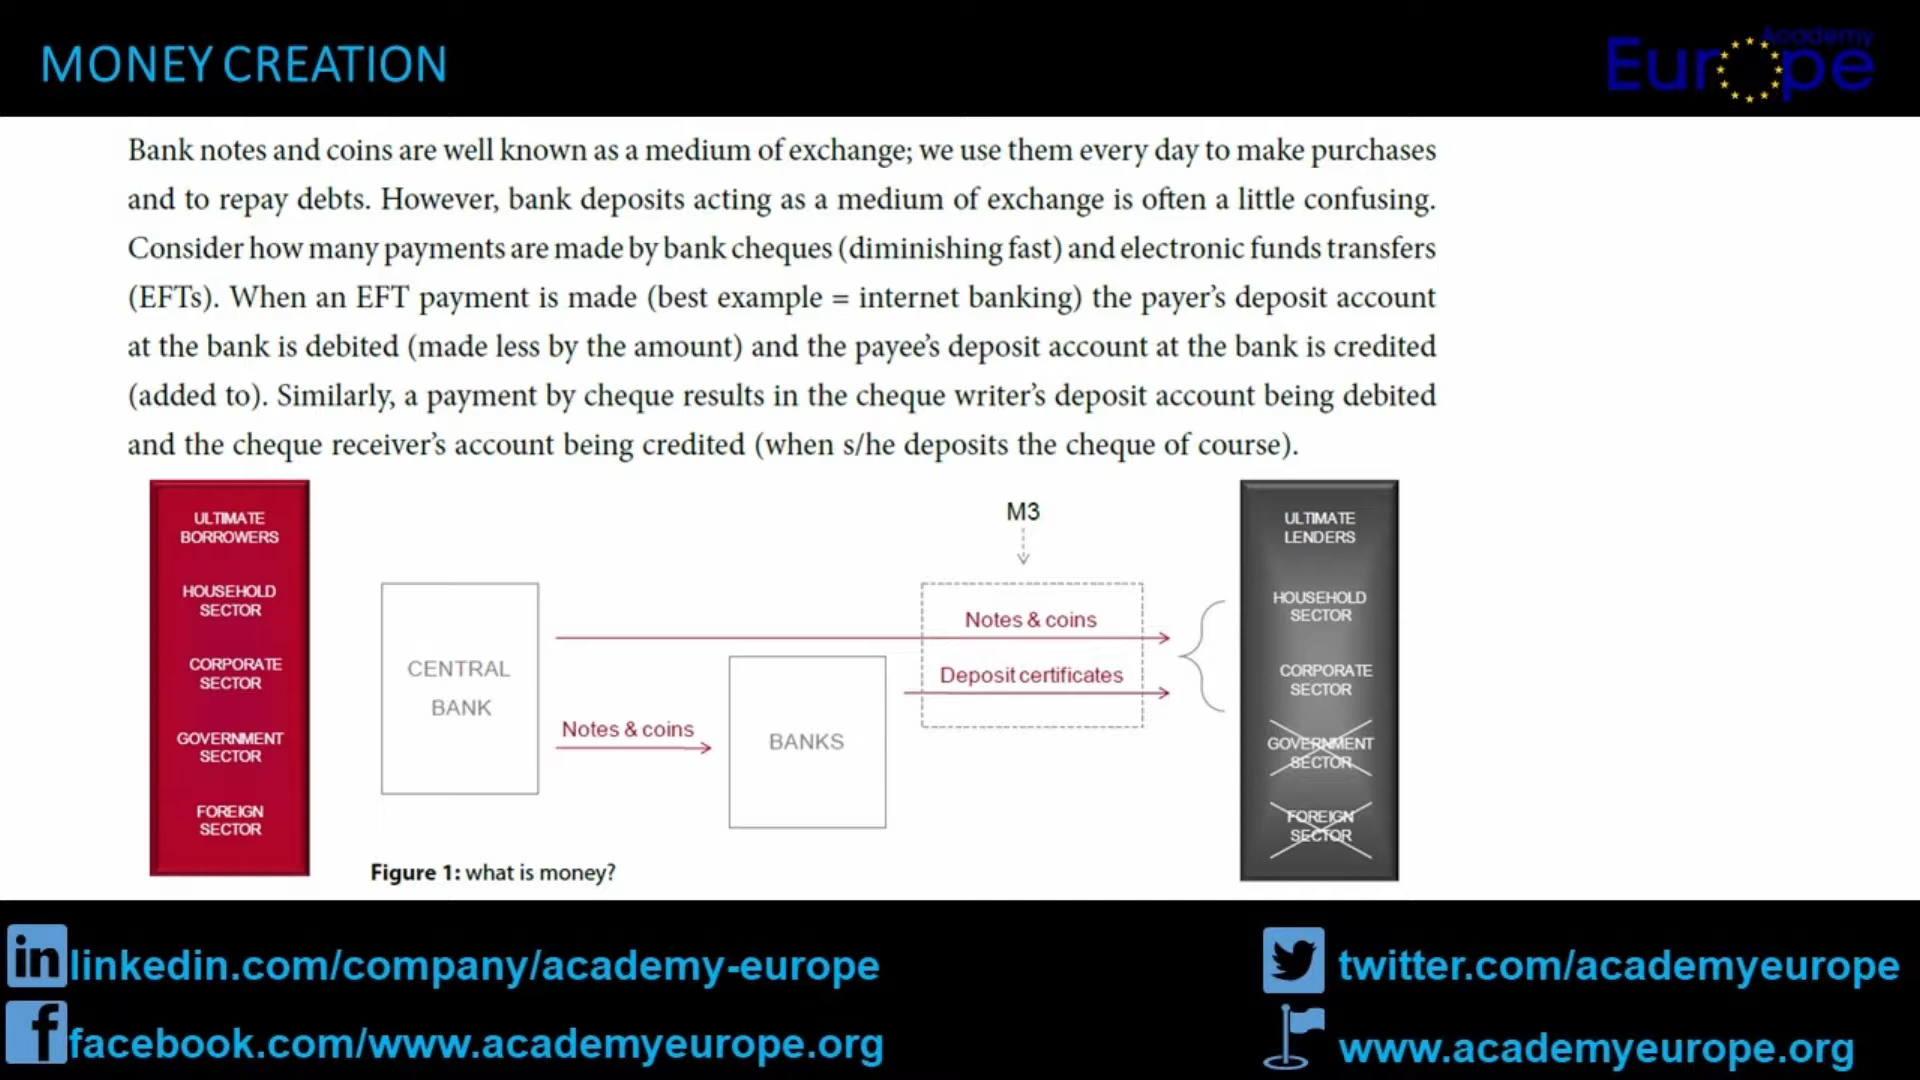 MONEY CREATION
Academy
Europe
Bank notes and coins are well known as a medium of exchange; we use them every day to make purchases
and to repay debts. However, bank deposits acting as a medium of exchange is often a little confusing.
Consider how many payments are made by bank cheques (diminishing fast) and electronic funds transfers
(EFTs). When an EFT payment is made (best example = internet banking) the payer’s deposit account
at the bank is debited (made less by the amount) and the payee’s deposit account at the bank is credited
(added to). Similarly, a payment by cheque results in the cheque writer’s deposit account being debited
and the cheque receiver’s account being credited (when s/he deposits the cheque of course).
ULTIMATE
BORROWERS
HOUSEHOLD
SECTOR
CORPORATE
SECTOR
GOVERNMENT
SECTOR
FOREIGN
SECTOR
CENTRAL
BANK
Notes & coins
BANKS
M3
Notes & coins
Deposit certificates
ULTIMATE
LENDERS
HOUSEHOLD
SECTOR
CORPORATE
SECTOR
GOVERNMENT
SECTOR
FOREIGN
SECTOR
Figure 1: what is money?
in linkedin.com/company/academy-europe
twitter.com/academyeurope
f facebook.com/www.academyeurope.org
www.academyeurope.org